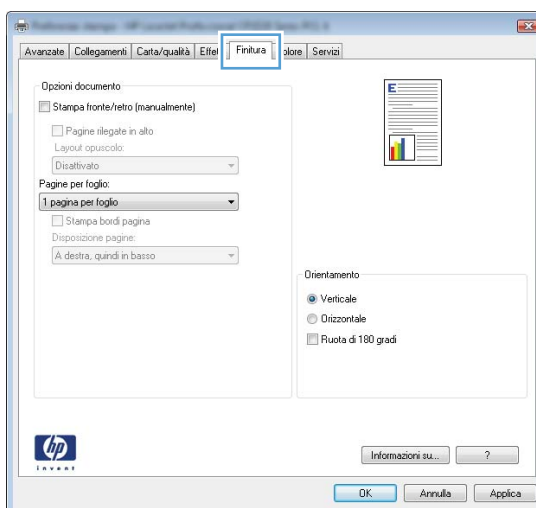 Avanzate Collegamenti Carta/qualità Finitura Servizi
Opzioni documento
Stampa fronte/retro (manualmente)
Pagine rilegate in alto
Layout opuscolo:
Disattivato
Pagine per foglio:
1 pagina per foglio
Stampa bordi pagina
Disposizione pagine:
A destra, quindi in basso
E
Orientamento
Verticale
Orizzontale
Ruota di 180 gradi
hp
invent
Informazioni su... ?
OK Annulla Applica